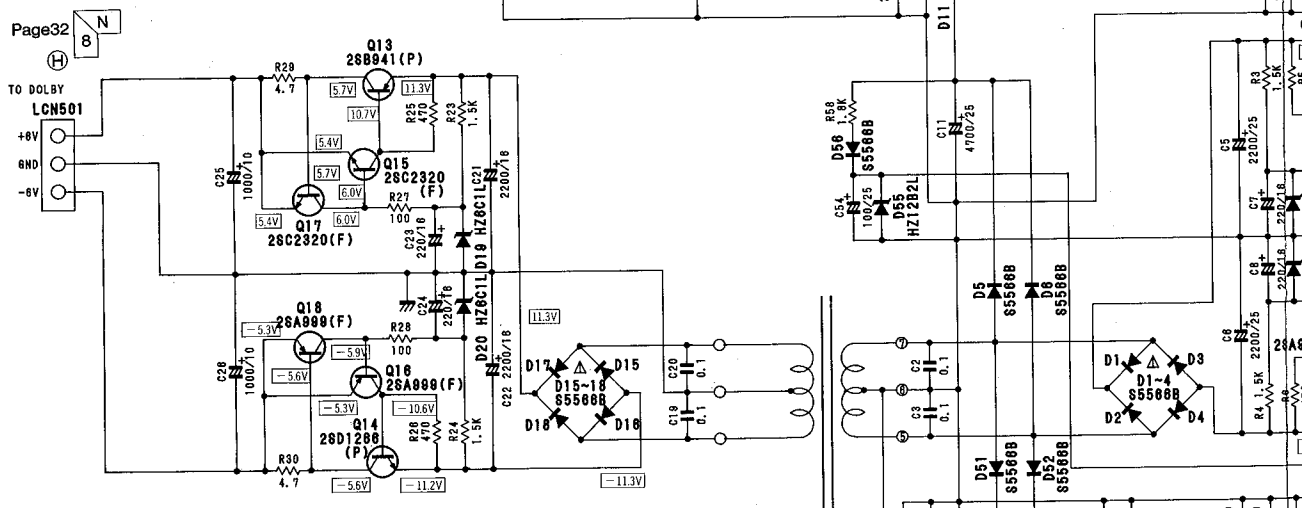 Page32
N
8
H
TO DOLBY
LCN501
+6V
GND
-6V
C25
1000/10
C26
1000/10
R29
4.7
Q13
2SB941(P)
5.7V
11.3V
10.7V
R25
470
R23
1.5K
5.4V
Q15
2SC2320
(F)
5.7V
6.0V
R27
100
5.4V
6.0V
Q17
2SC2320(F)
C23
220/16
D19 HZ6C1L
C21
2200/16
C24
220/16
D20 HZ6C1L
C22 2200/16
Q18
2SA999(F)
-5.3V
-5.9V
R28
100
-5.6V
Q16
2SA999(F)
-5.3V
-10.6V
Q14
2SD1266
(P)
R26
470
R24
1.5K
R30
4.7
-5.6V
-11.2V
11.3V
D17
D15
D15~18
S5566B
D18
D16
-11.3V
C20
0.1
C19
0.1
D11
R58
1.8K
D56
S5566B
C54
100/25
D55
HZ12B2L
C11
4700/25
D5
S5566B
D6
S5566B
7
6
5
C2
0.1
C3
0.1
D51
S5566B
D52
S5566B
D1
D3
D1~4
S5566B
D2
D4
C5
2200/25
C6
2200/25
R3
1.5K
C7
220/16
C8
220/16
R4 1.5K
2SA9